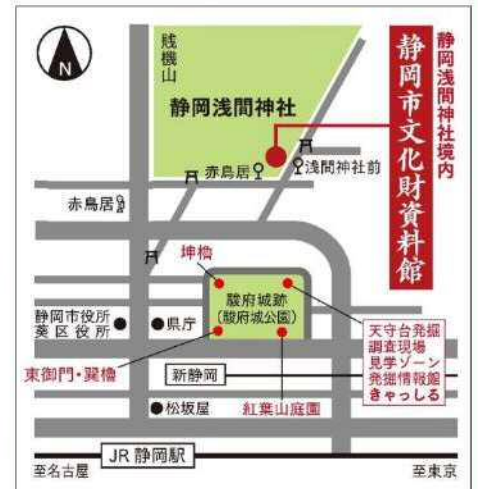 N
賤機山
静岡浅間神社
静岡浅間神社境内
静岡市文化財資料館
赤鳥居
浅間神社前
赤鳥居
坤櫓
駿府城跡
（駿府城公園）
静岡市役所
葵区役所
県庁
天守台発掘
調査現場
見学ゾーン
発掘情報館
きゃっしる
東御門・巽櫓
新静岡
松坂屋
紅葉山庭園
JR 静岡駅
至名古屋
至東京